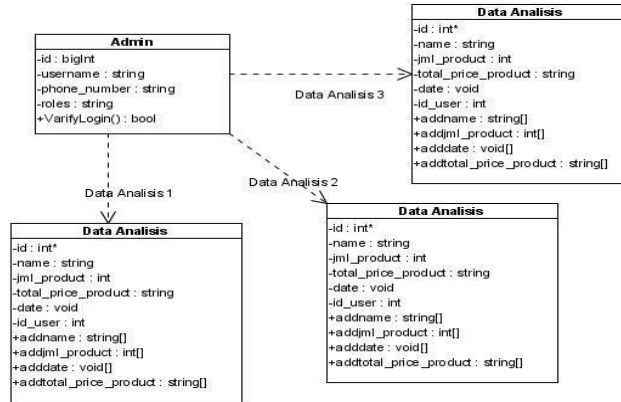 Admin
-id : bigInt
-username : string
-phone_number : string
-roles : string
+VarifyLogin() : bool
Data Analisis 3
Data Analisis
-id : int*
-name : string
-jml_product : int
-total_price_product : string
-date : void
-id_user : int
+addname : string[]
+addjml_product : int[]
+adddate : void[]
+addtotal_price_product : string[]
Data Analisis 1
Data Analisis 2
Data Analisis
-id : int*
-name : string
-jml_product : int
-total_price_product : string
-date : void
-id_user : int
+addname : string[]
+addjml_product : int[]
+adddate : void[]
+addtotal_price_product : string[]
Data Analisis
-id : int*
-name : string
-jml_product : int
-total_price_product : string
-date : void
-id_user : int
+addname : string[]
+addjml_product : int[]
+adddate : void[]
+addtotal_price_product : string[]